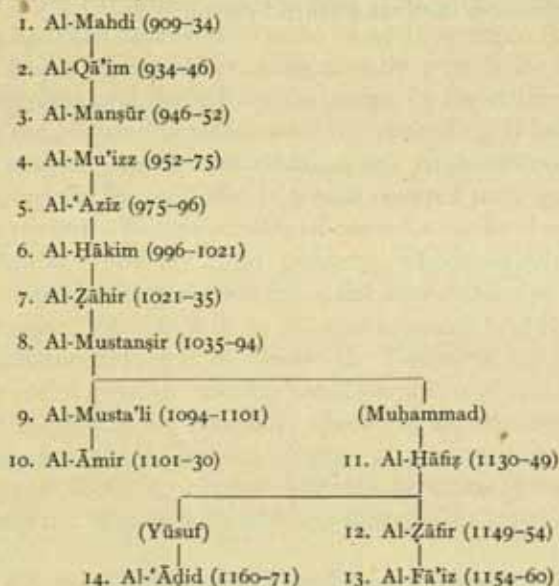 1. Al-Mahdi (909–34)
2. Al-Qā'im (934–46)
3. Al-Manṣūr (946–52)
4. Al-Mu'izz (952–75)
5. Al-'Azīz (975–96)
6. Al-Ḥākim (996–1021)
7. Al-Ẓāhir (1021–35)
8. Al-Mustanṣir (1035–94)
9. Al-Musta'li (1094–1101) (Muḥammad)
10. Al-Āmir (1101–30) 11. Al-Ḥāfiẓ (1130–49)
(Yūsuf) 12. Al-Ẓāfir (1149–54)
14. Al-'Āḍid (1160–71) 13. Al-Fā'iz (1154–60)